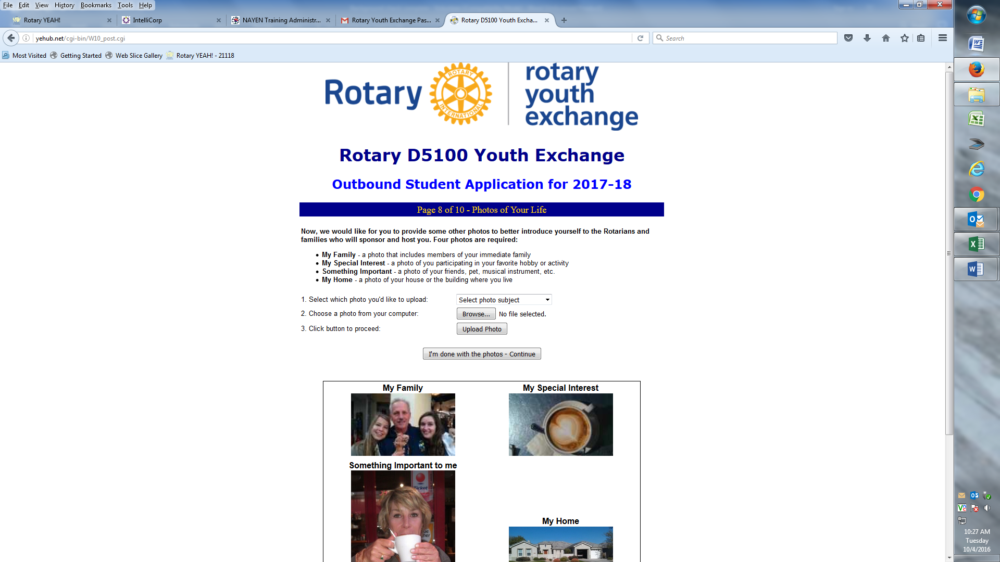 File Edit View History Bookmarks Tools Help
Rotary YEAH!
IntelliCorp
NAYEN Training Administr...
Rotary Youth Exchange Pas...
Rotary D5100 Youth Excha...
yehub.net/cgi-bin/W10_post.cgi
Search
Most Visited
Getting Started
Web Slice Gallery
Rotary YEAH! - 21118
Rotary
ROTARY
INTERNATIONAL
rotary
youth
exchange
Rotary D5100 Youth Exchange
Outbound Student Application for 2017-18
Page 8 of 10 - Photos of Your Life
Now, we would like for you to provide some other photos to better introduce yourself to the Rotarians and
families who will sponsor and host you. Four photos are required:
• My Family - a photo that includes members of your immediate family
• My Special Interest - a photo of you participating in your favorite hobby or activity
• Something Important - a photo of your friends, pet, musical instrument, etc.
• My Home - a photo of your house or the building where you live
1. Select which photo you'd like to upload: Select photo subject
2. Choose a photo from your computer: Browse... No file selected.
3. Click button to proceed: Upload Photo
I'm done with the photos - Continue
My Family
My Special Interest
Something Important to me
Ticket
My Home
10:27 AM
Tuesday
10/4/2016